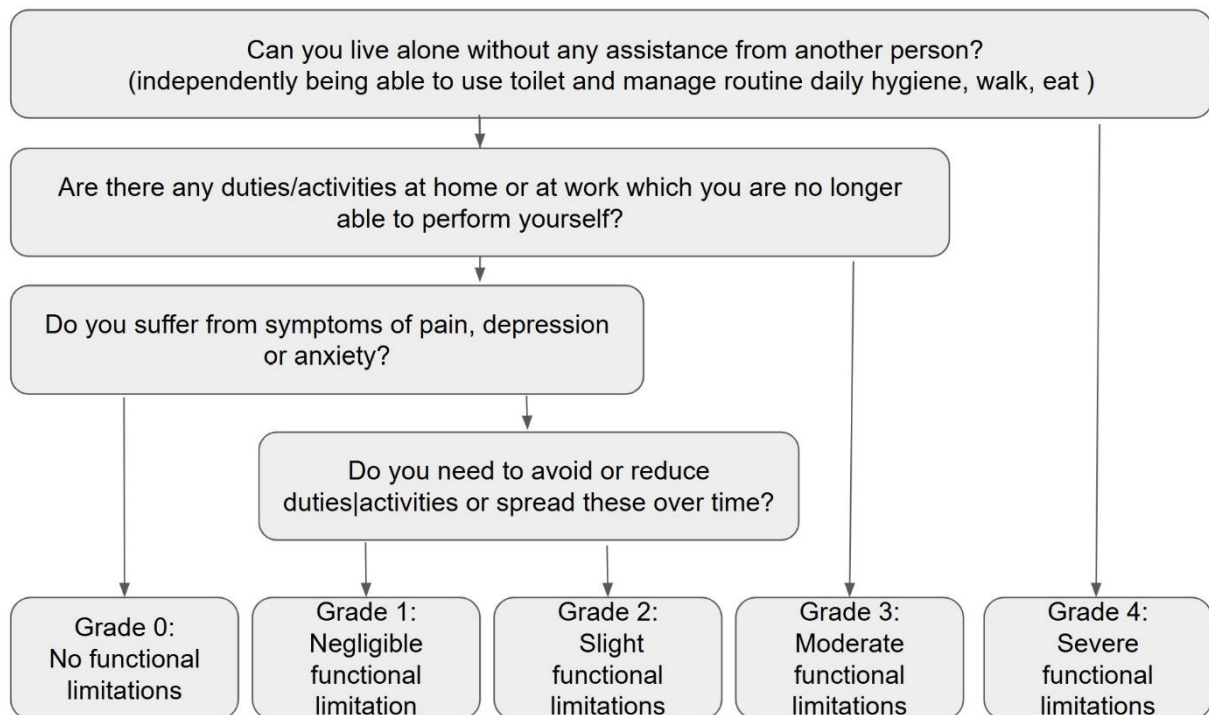 Can you live alone without any assistance from another person?
(independently being able to use toilet and manage routine daily hygiene, walk, eat )
Are there any duties/activities at home or at work which you are no longer
able to perform yourself?
Do you suffer from symptoms of pain, depression
or anxiety?
Do you need to avoid or reduce
duties|activities or spread these over time?
Grade 0:
No functional
limitations
Grade 1:
Negligible
functional
limitation
Grade 2:
Slight
functional
limitations
Grade 3:
Moderate
functional
limitations
Grade 4:
Severe
functional
limitations